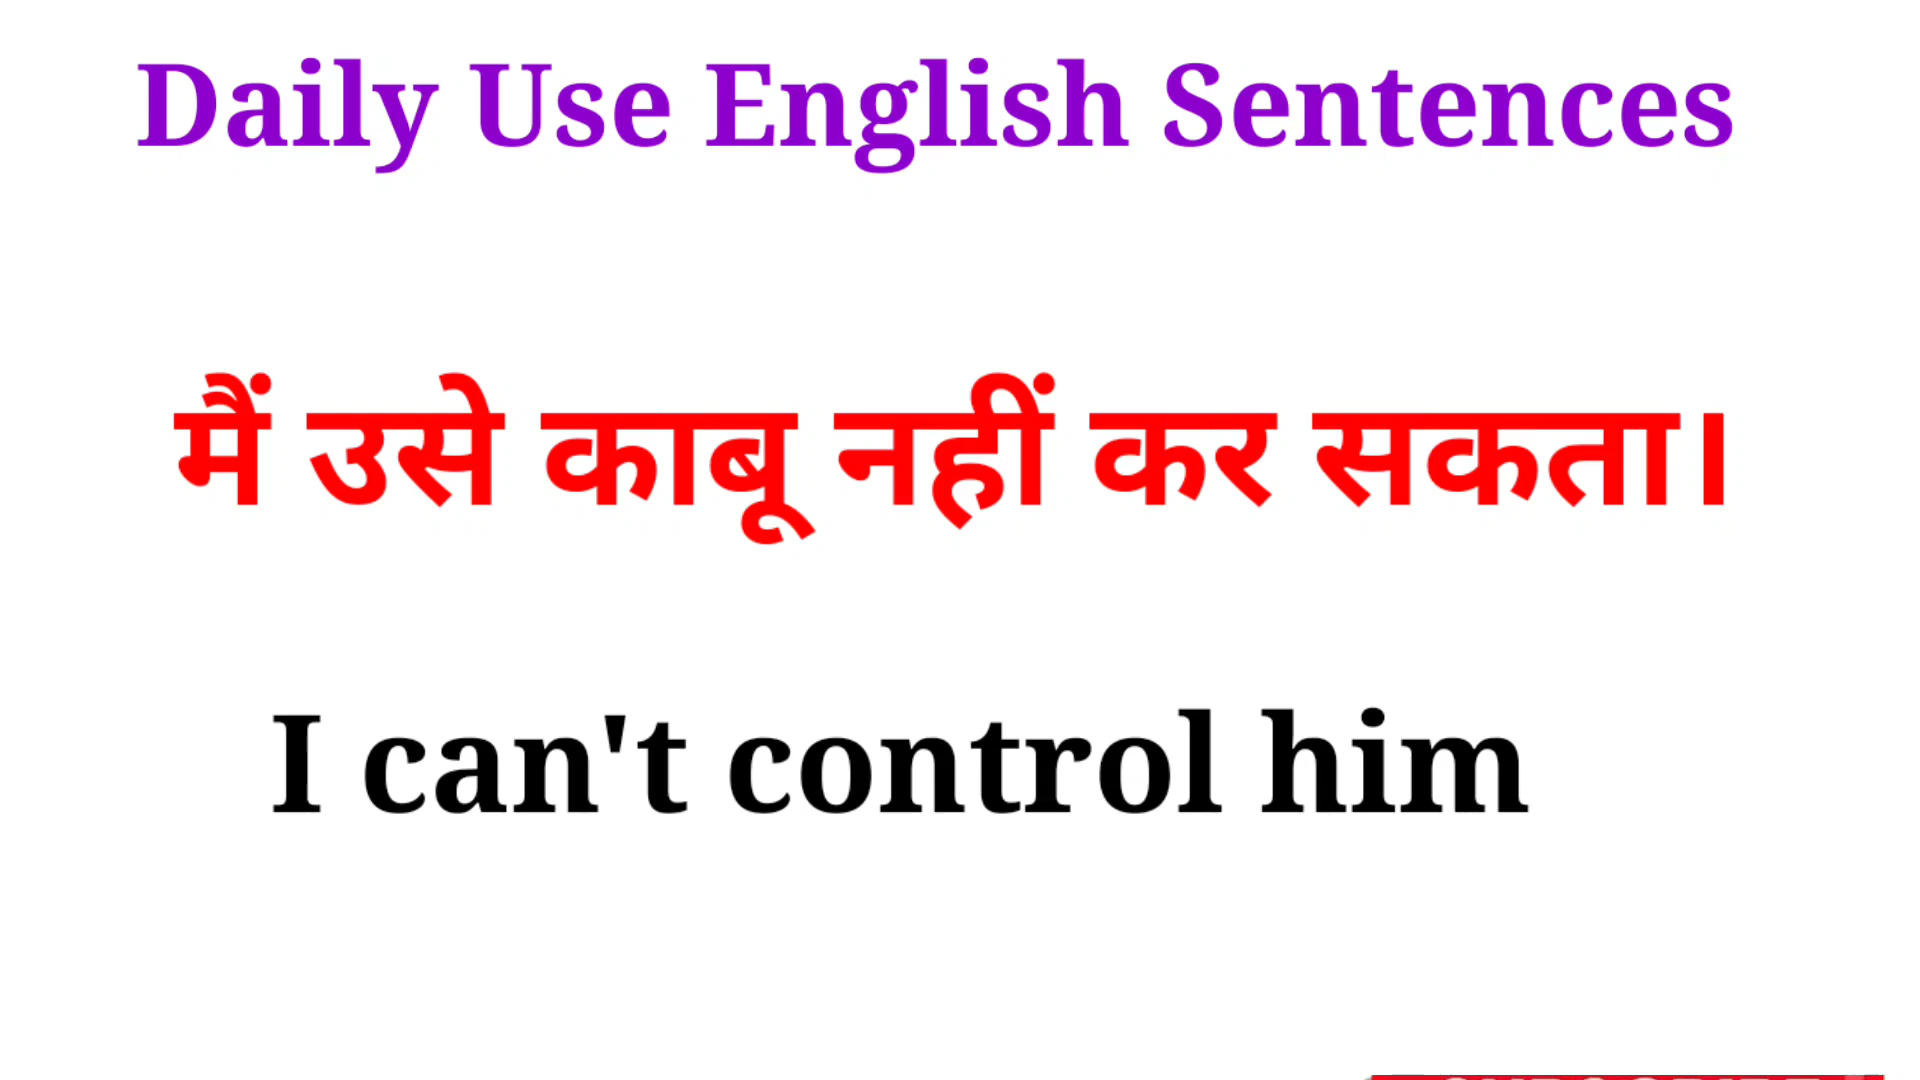 Daily Use English Sentences
मैं उसे काबू नहीं कर सकता।
I can't control him